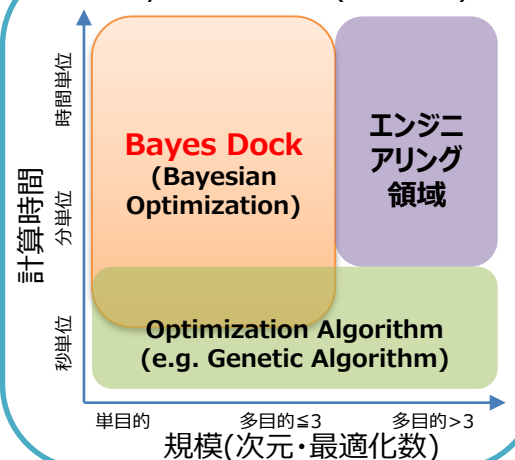 Bayes Dock
(Bayesian
Optimization)
エンジニ
アリング
領域
Optimization Algorithm
(e.g. Genetic Algorithm)
計算時間
時間単位
分単位
秒単位
単目的
多目的≦3
多目的>3
規模(次元・最適化数)